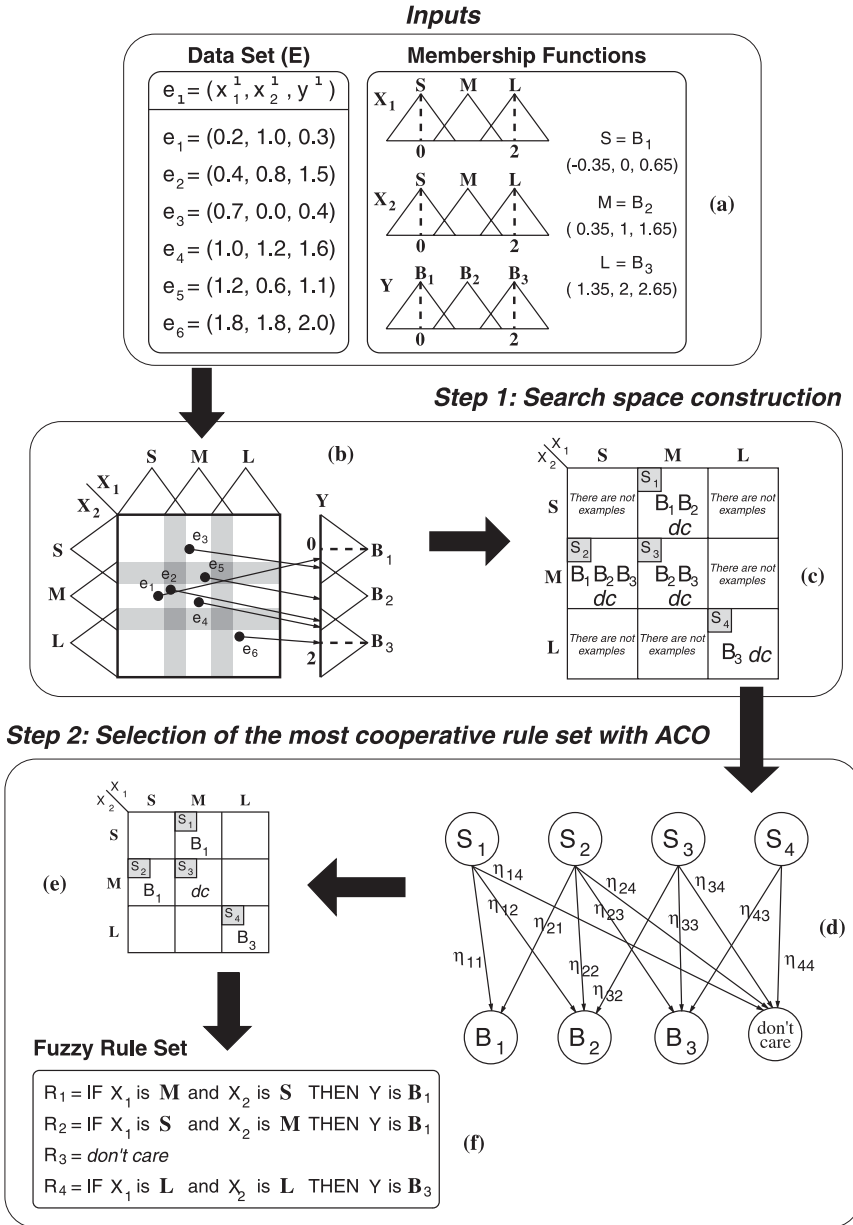 Inputs
Data Set (E)
e₁ = (x₁¹, x₂¹, y¹)
e₁ = (0.2, 1.0, 0.3)
e₂ = (0.4, 0.8, 1.5)
e₃ = (0.7, 0.0, 0.4)
e₄ = (1.0, 1.2, 1.6)
e₅ = (1.2, 0.6, 1.1)
e₆ = (1.8, 1.8, 2.0)
Membership Functions
S M L
X₁
0 2
S M L
X₂
0 2
B₁ B₂ B₃
Y
0 2
S = B₁
(-0.35, 0, 0.65)
M = B₂
( 0.35, 1, 1.65)
L = B₃
( 1.35, 2, 2.65)
(a)
Step 1: Search space construction
(b)
S M L
X₁
X₂
Y
S
M
L
e₃
e₅
e₂
e₁
e₄
e₆
0
2
B₁
B₂
B₃
X₁
X₂
S M L
S
There are not examples
S₁
B₁ B₂
dc
There are not examples
M
S₂
B₁ B₂ B₃
dc
S₃
B₂ B₃
dc
There are not examples
L
There are not examples
There are not examples
S₄
B₃ dc
(c)
Step 2: Selection of the most cooperative rule set with ACO
X₁
X₂
S M L
S
S₁
B₁
M
S₂
B₁
S₃
dc
L
S₄
B₃
(e)
S₁ S₂ S₃ S₄
η₁₄ η₂₄ η₃₄
η₁₂ η₂₁ η₂₃ η₃₃ η₄₃
η₁₁ η₂₂ η₃₂ η₄₄
B₁ B₂ B₃ don't care
(d)
Fuzzy Rule Set
R₁ = IF X₁ is M and X₂ is S THEN Y is B₁
R₂ = IF X₁ is S and X₂ is M THEN Y is B₁
R₃ = don't care
R₄ = IF X₁ is L and X₂ is L THEN Y is B₃
(f)